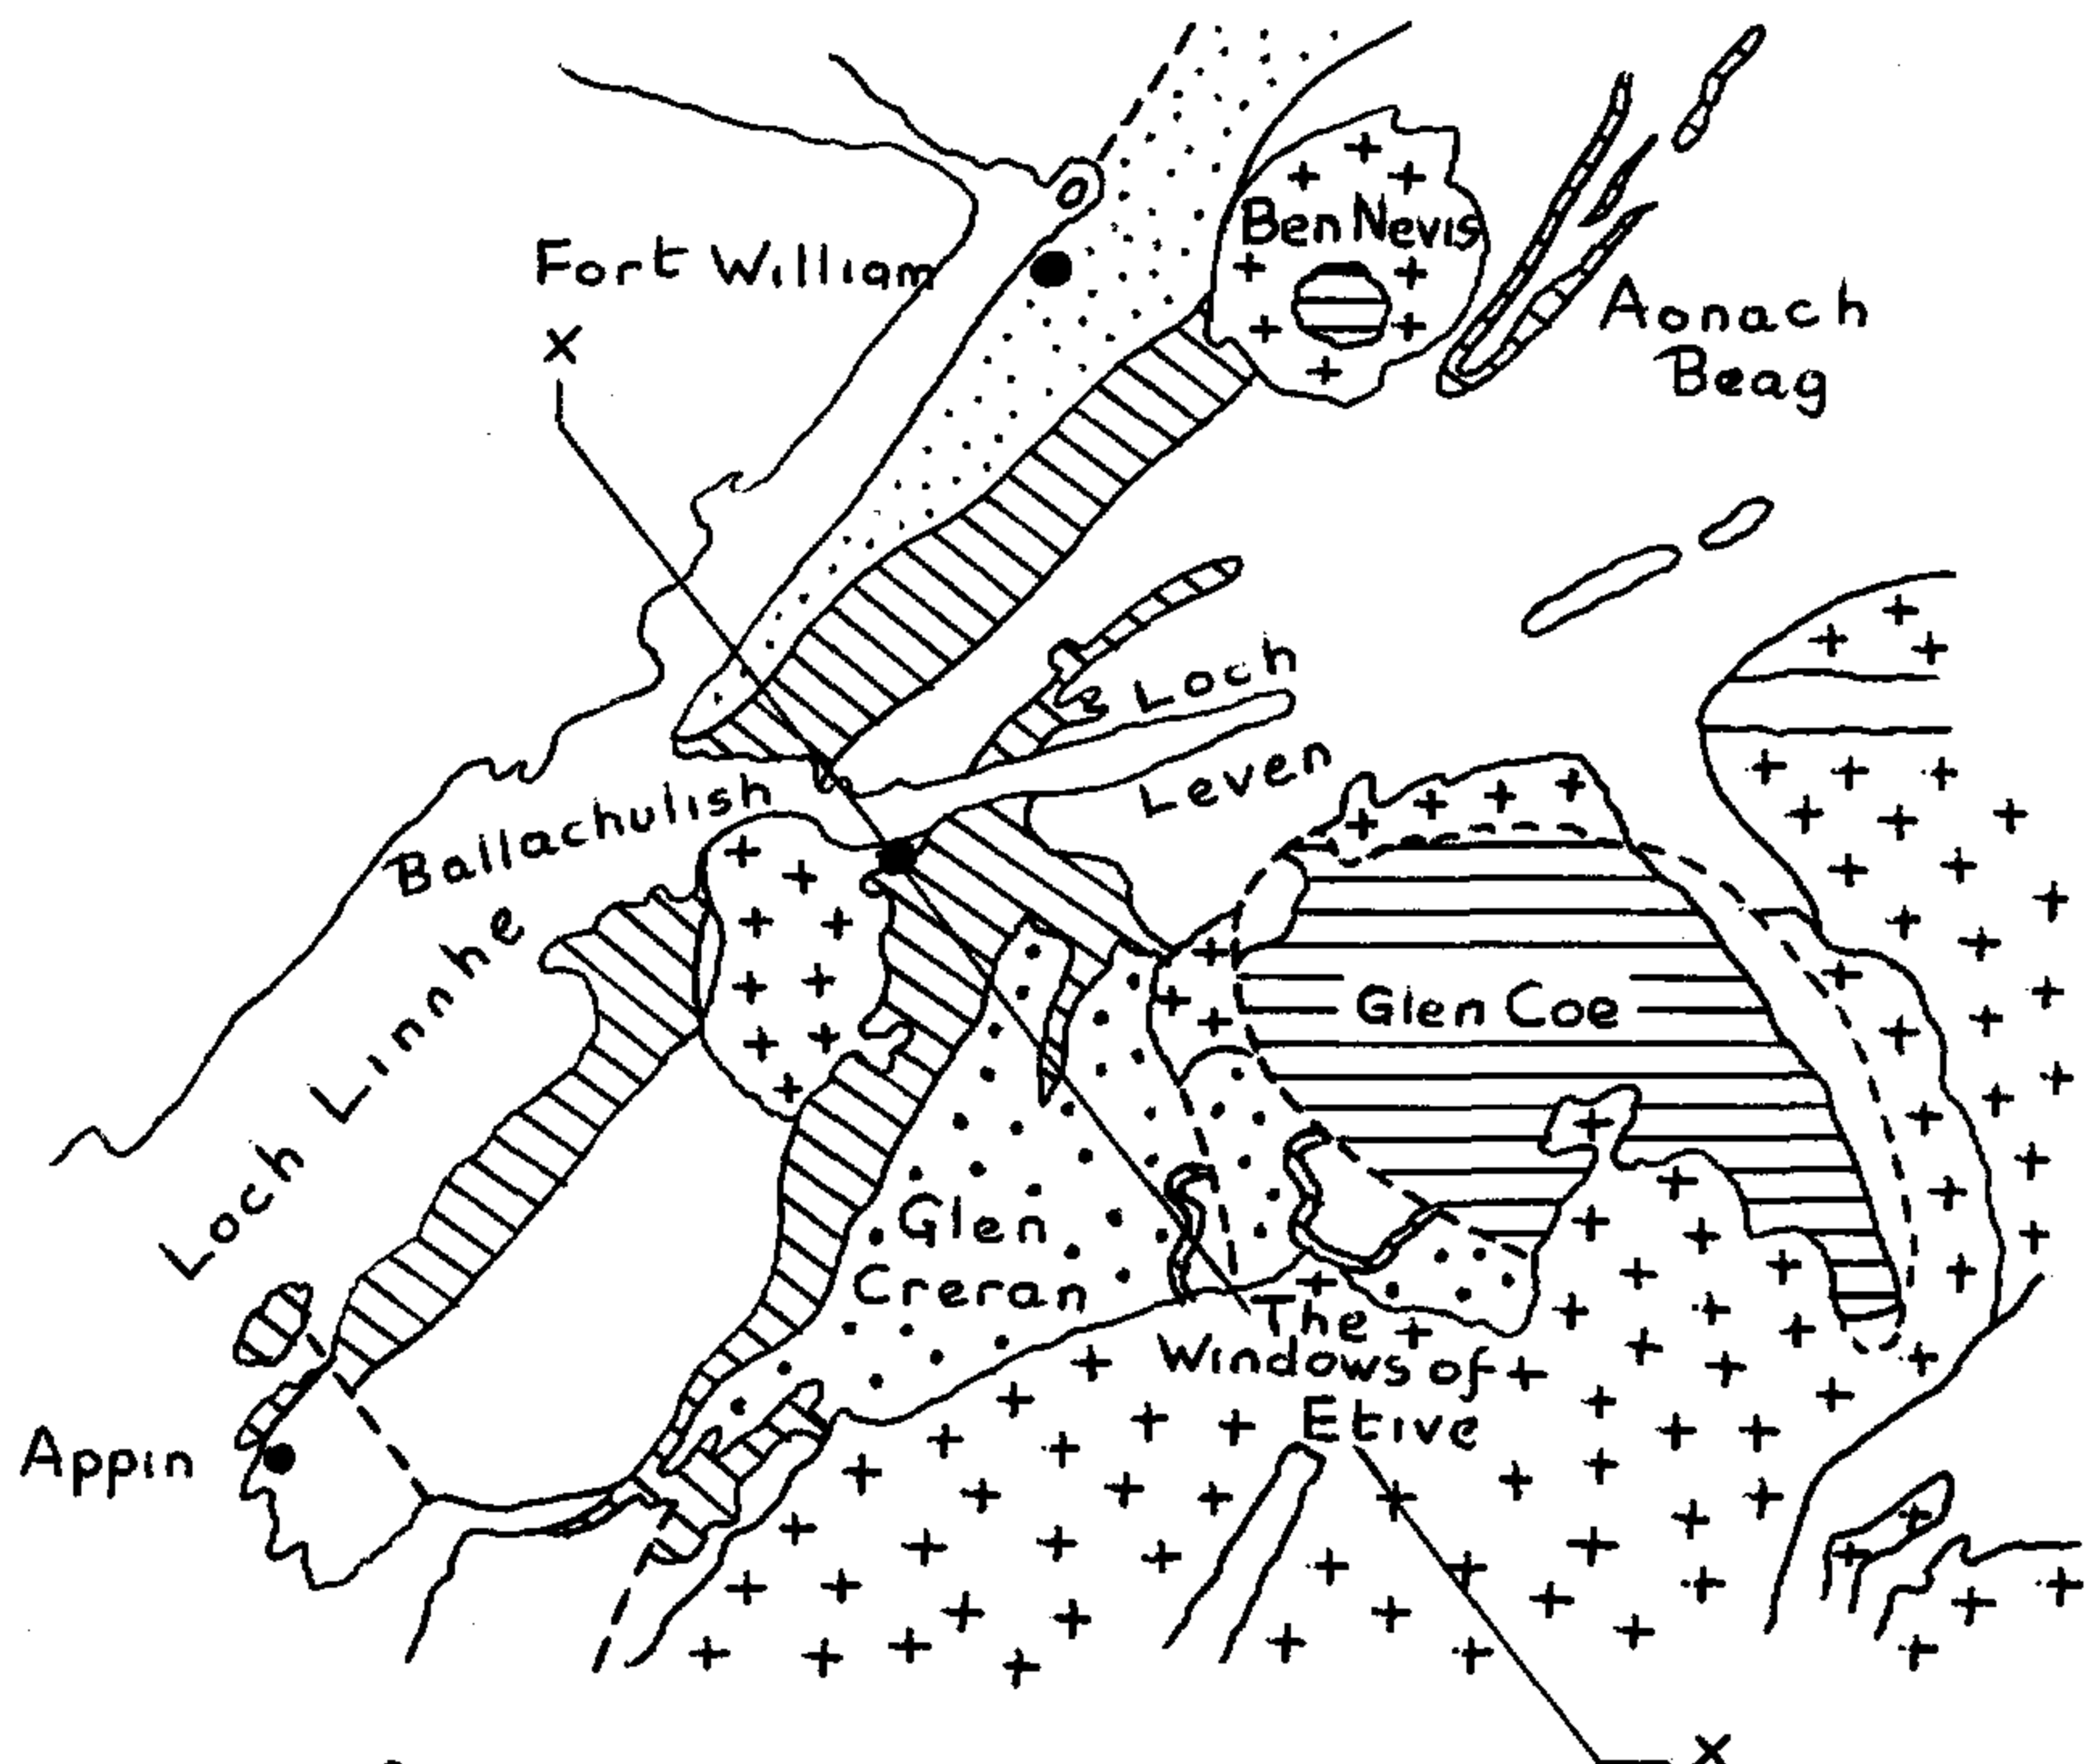 Ben Nevis
Fort William
Aonach
Beag
X
Loch
Leven
Ballachulish
Loch Linnhe
Glen Coe
Glen
Creran
The
Windows of
Etive
Appin
X